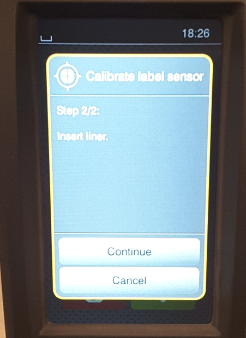 18:26
Calibrate label sensor
Step 2/2:
Insert liner.
Continue
Cancel